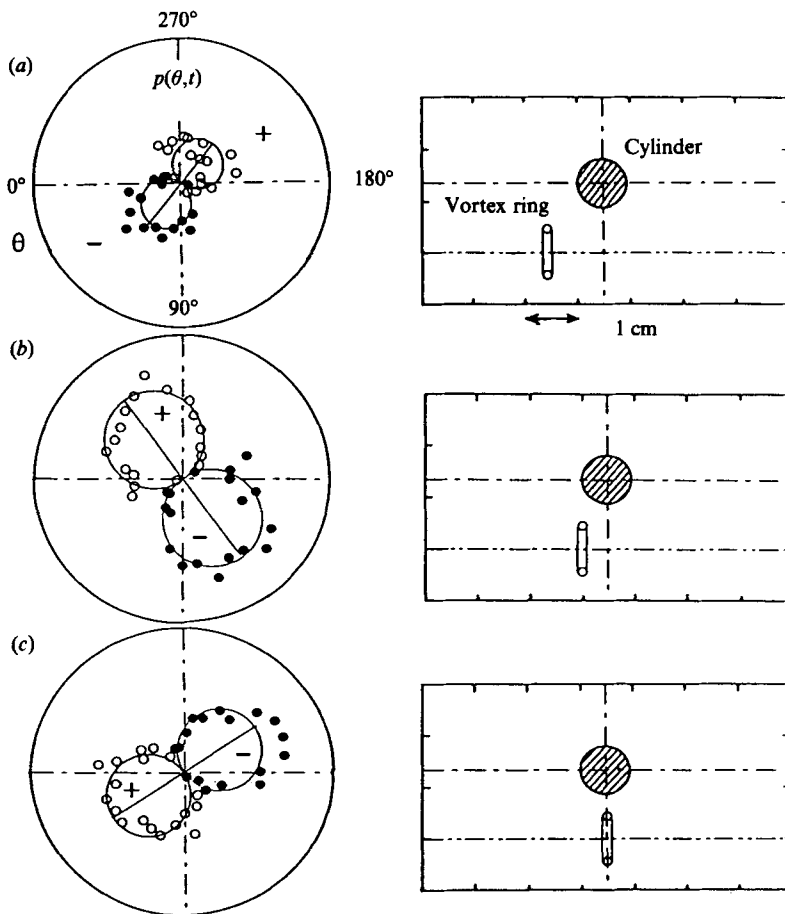 270°
(a)
p(θ,t)
+
Cylinder
0°
180°
Vortex ring
θ
−
90°
1 cm
(b)
+
−
(c)
−
+